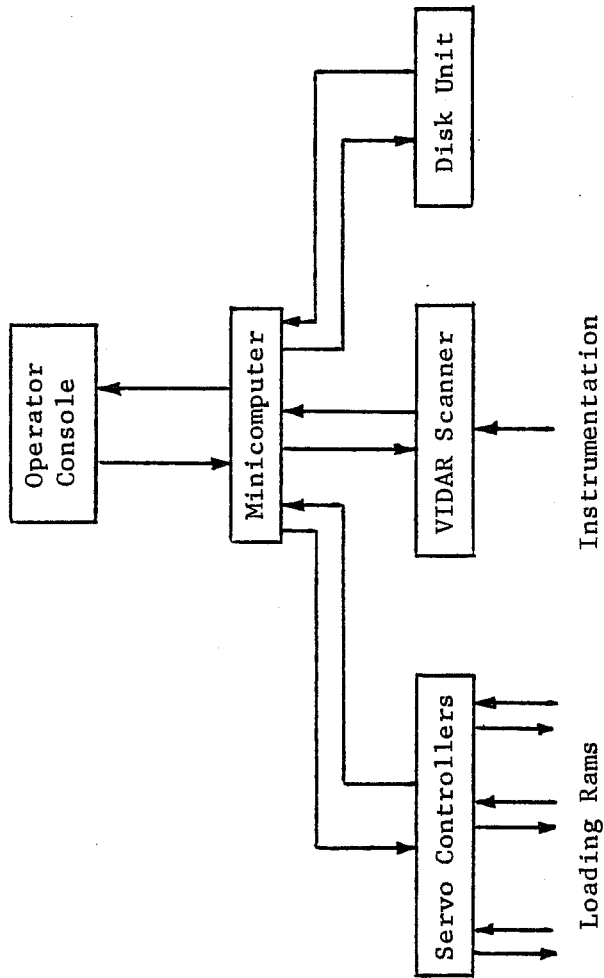 Operator
Console
Minicomputer
Servo Controllers
VIDAR Scanner
Disk Unit
Loading Rams
Instrumentation